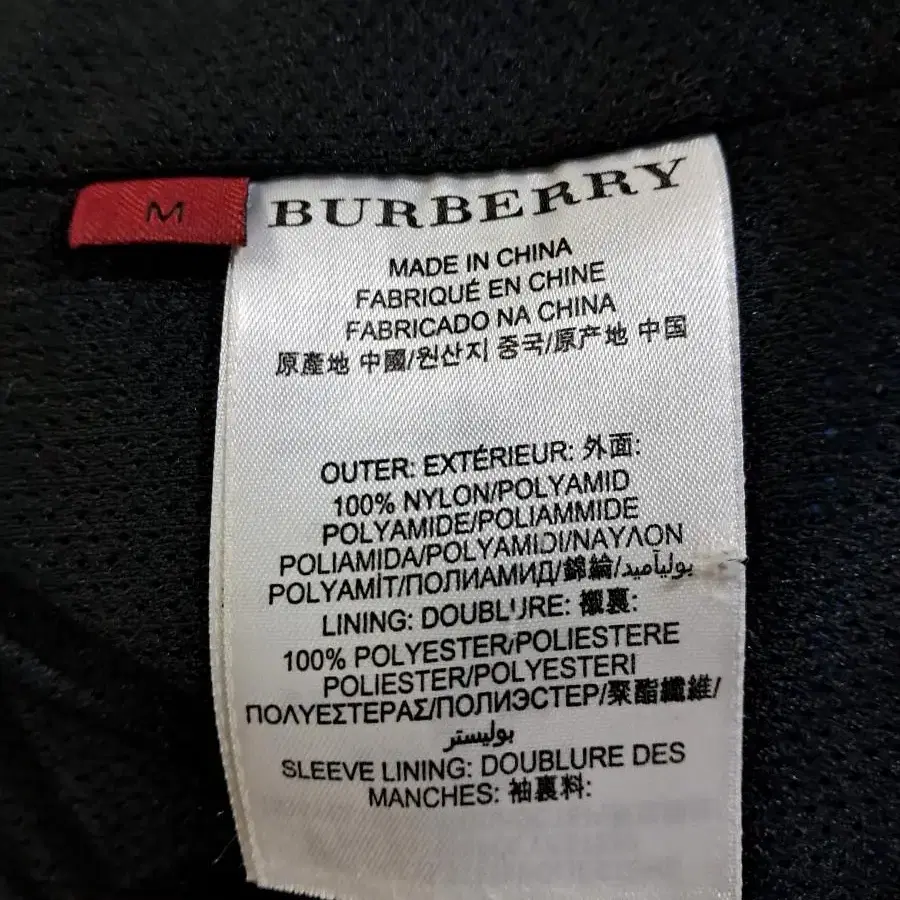 M
BURBERRY
MADE IN CHINA
FABRIQUÉ EN CHINE
FABRICADO NA CHINA
原產地 中國/원산지 중국/原产地 中国
OUTER: EXTÉRIEUR: 外面:
100% NYLON/POLYAMID
POLYAMIDE/POLIAMMIDE
POLIAMIDA/POLYAMIDI/ΝΑΥΛΟΝ
POLYAMİT/ПОЛИАМИД/錦綸/بوليآميد
LINING: DOUBLURE: 襯裏:
100% POLYESTER/POLIESTERE
POLIESTER/POLYESTERI
ΠΟΛΥΕΣΤΕΡΑΣ/ПОЛИЭСТЕР/聚酯纖維/
بوليستر
SLEEVE LINING: DOUBLURE DES
MANCHES: 袖裏料: